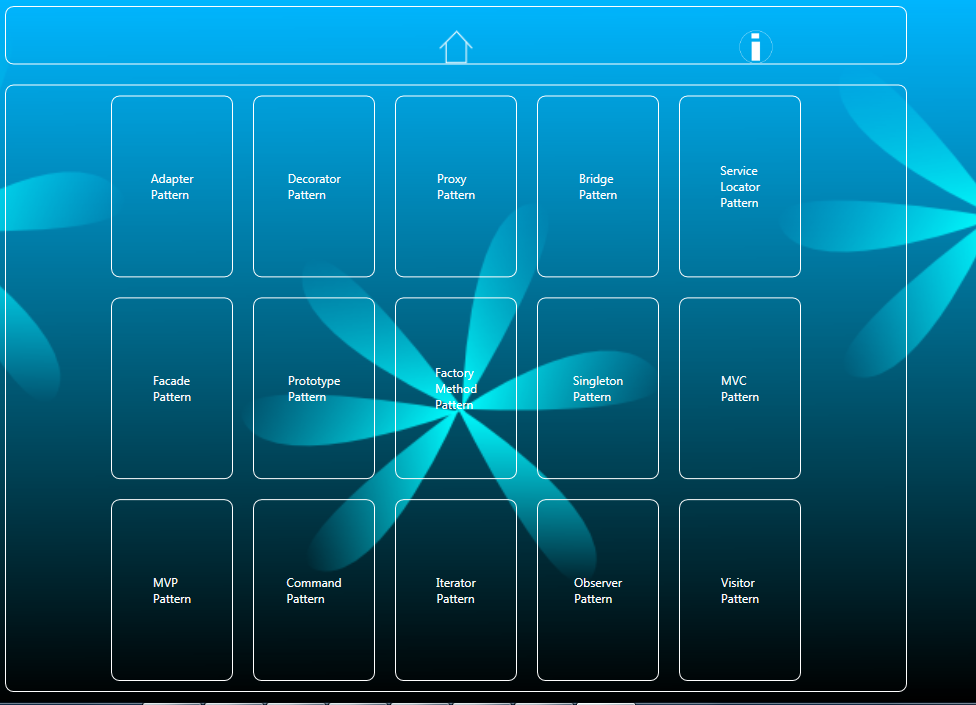 Adapter
Pattern
Decorator
Pattern
Proxy
Pattern
Bridge
Pattern
Service
Locator
Pattern
Facade
Pattern
Prototype
Pattern
Factory
Method
Pattern
Singleton
Pattern
MVC
Pattern
MVP
Pattern
Command
Pattern
Iterator
Pattern
Observer
Pattern
Visitor
Pattern